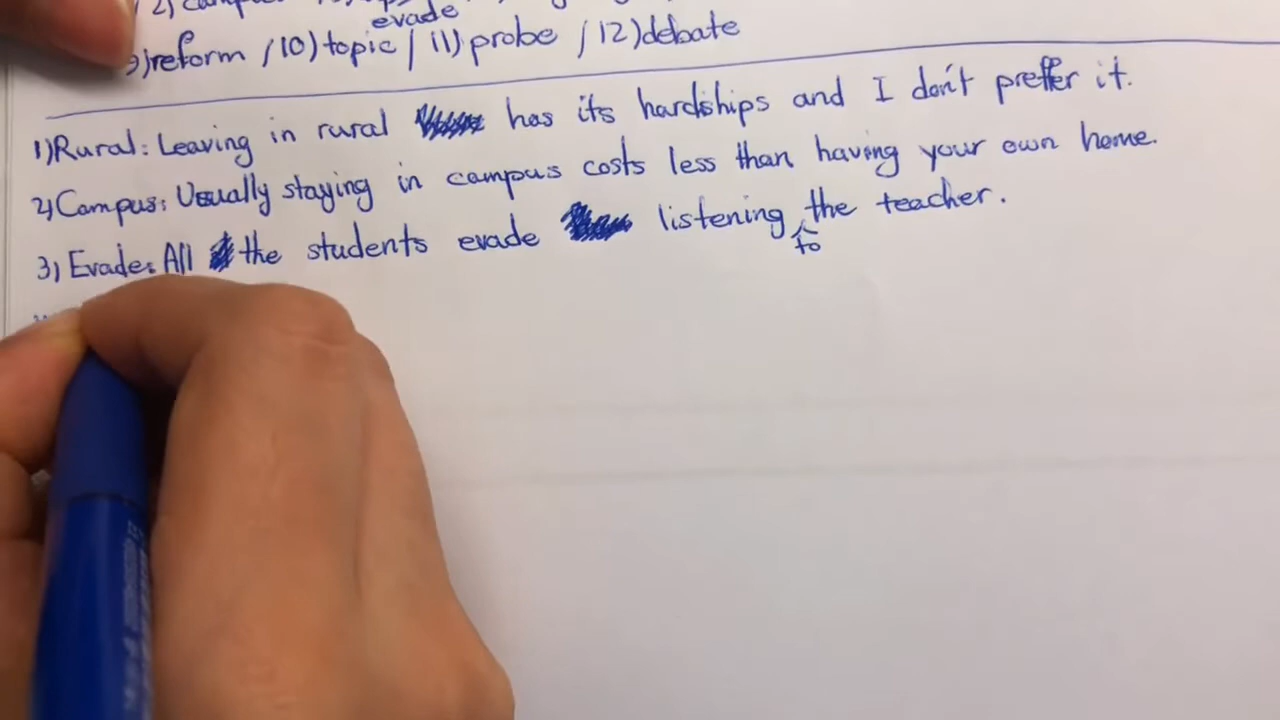 evade
9)reform / 10) topic / 11) probe / 12) debate
1)Rural: Leaving in rural has its hardships and I don't preffer it.
2) Campus: Usually staying in campus costs less than having your own home.
3) Evade: All the students evade listening the teacher.
to